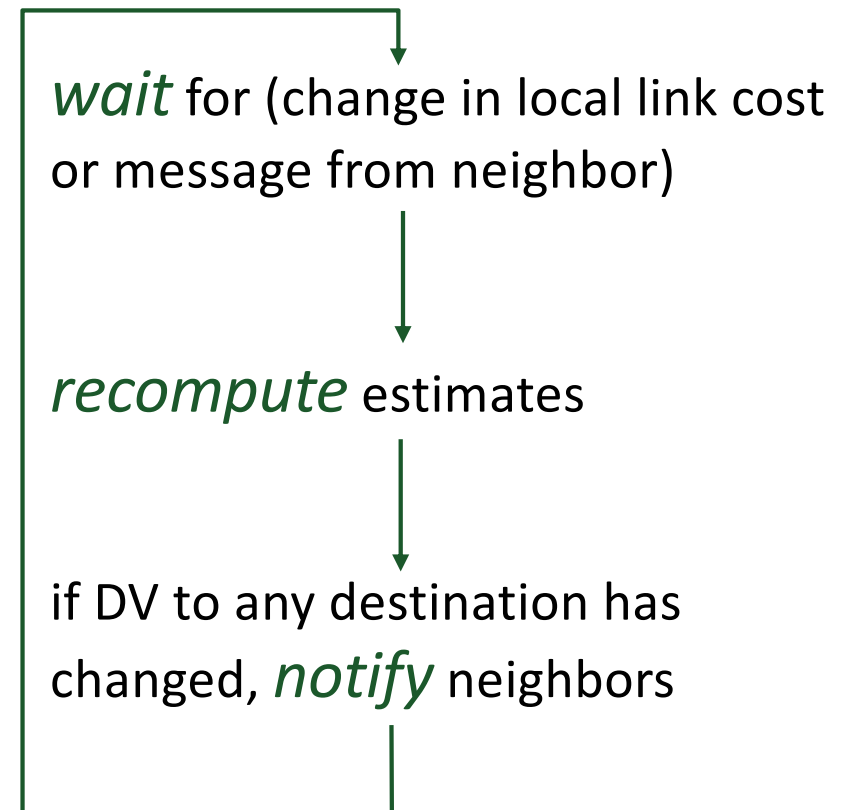 wait for (change in local link cost
or message from neighbor)
recompute estimates
if DV to any destination has
changed, notify neighbors